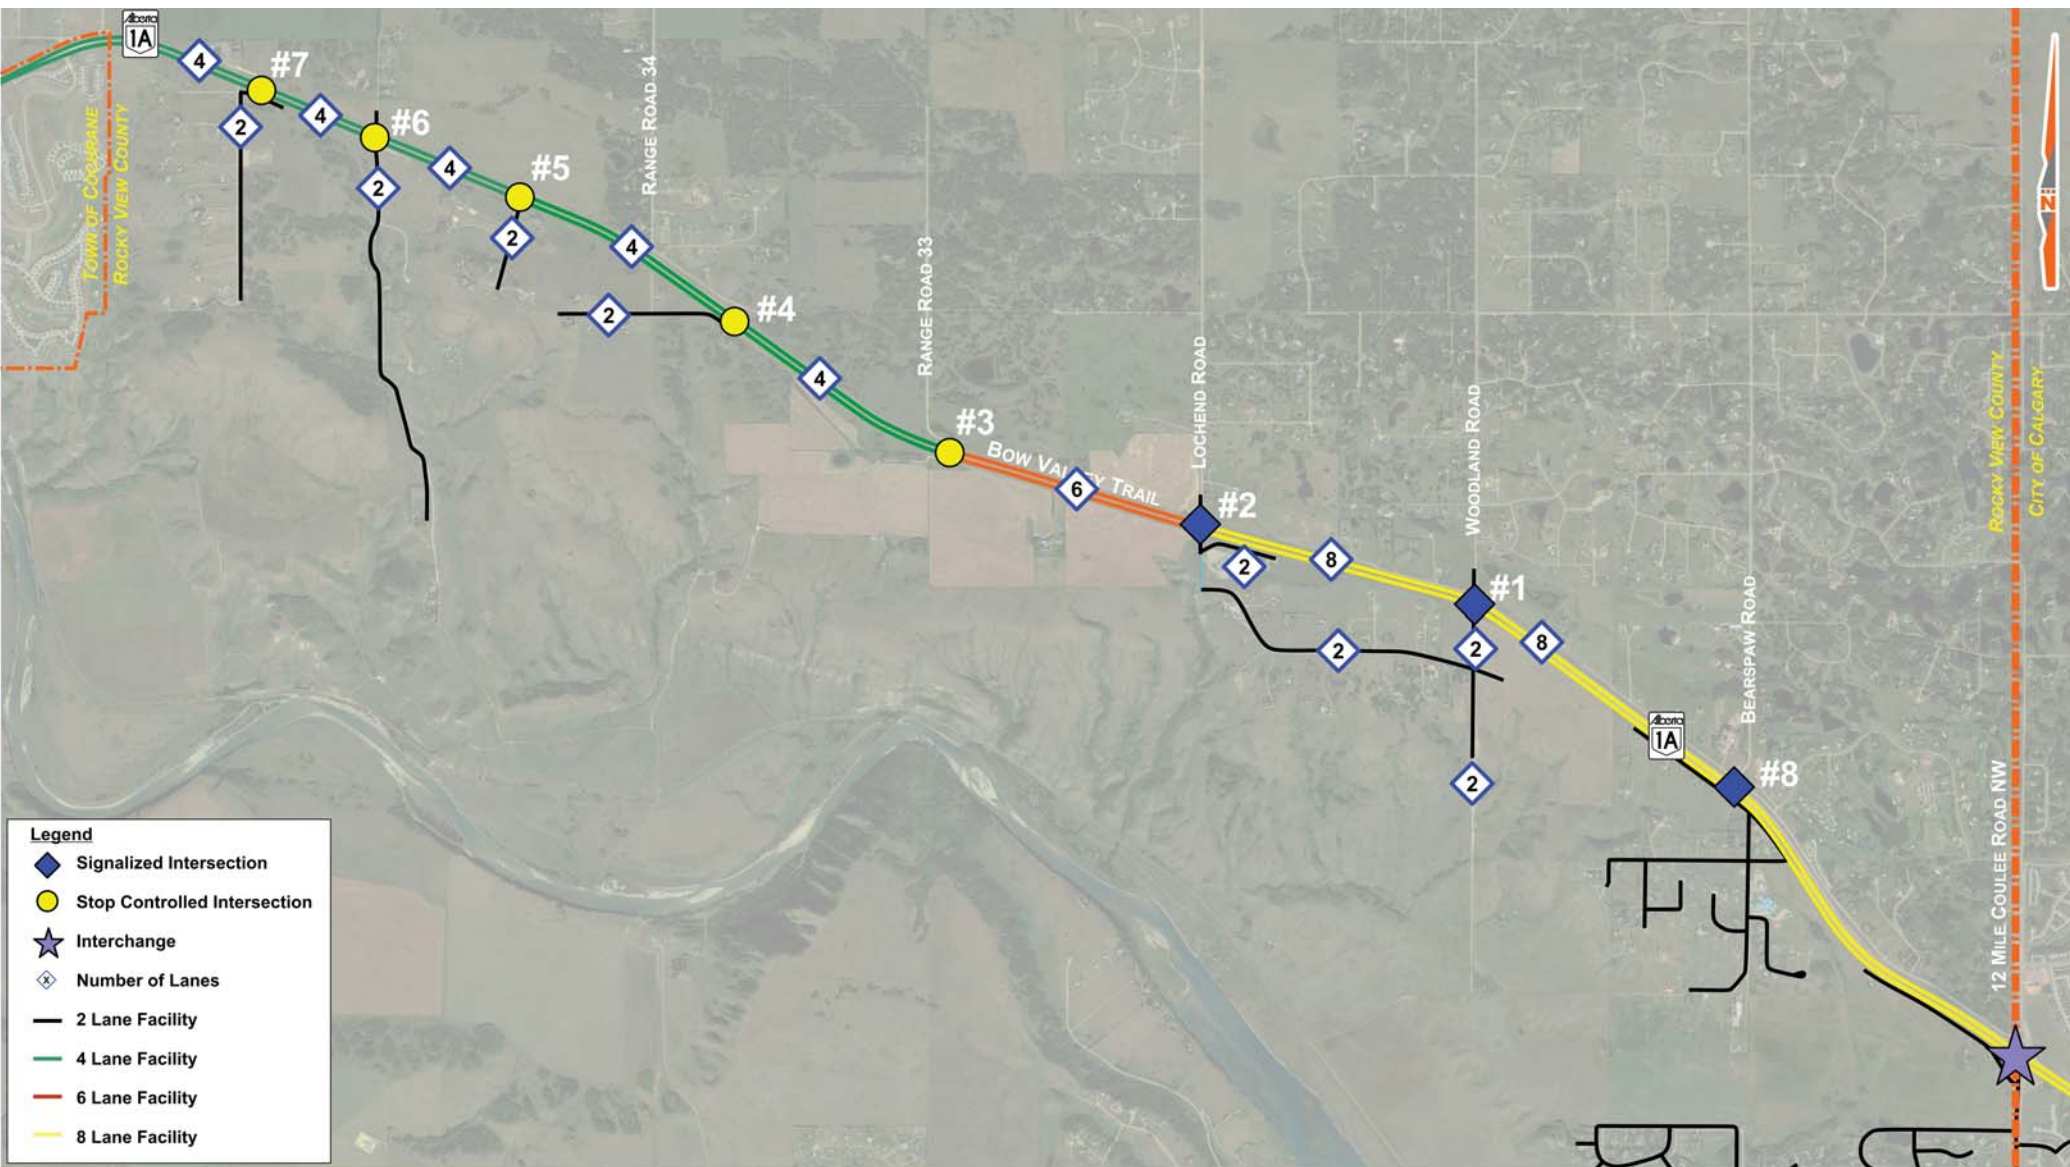 Alberta
1A
4
#7
2
4
#6
2
4
#5
2
4
2
#4
4
#3
6
#2
2
8
2
#1
2
8
2
Alberta
1A
#8
TOWN OF COCHRANE
ROCKY VIEW COUNTY
RANGE ROAD 34
RANGE ROAD 33
BOW VALLEY TRAIL
LOCHEND ROAD
WOODLAND ROAD
BEARSPAW ROAD
12 MILE COULEE ROAD NW
ROCKY VIEW COUNTY
CITY OF CALGARY
N
Legend
Signalized Intersection
Stop Controlled Intersection
Interchange
x Number of Lanes
2 Lane Facility
4 Lane Facility
6 Lane Facility
8 Lane Facility